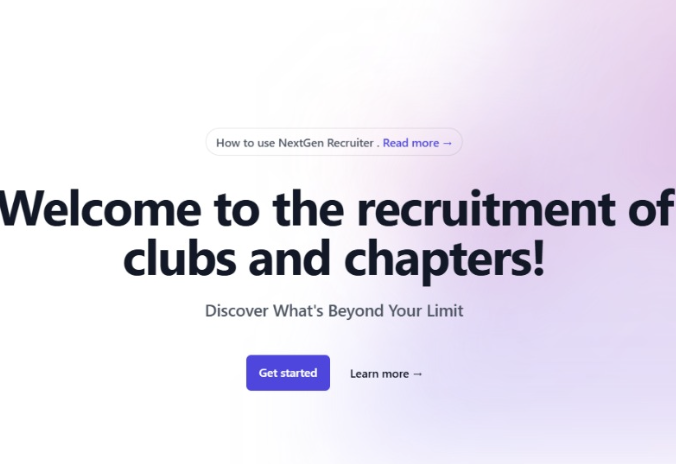 How to use NextGen Recruiter . Read more →
Welcome to the recruitment of
clubs and chapters!
Discover What's Beyond Your Limit
Get started
Learn more →